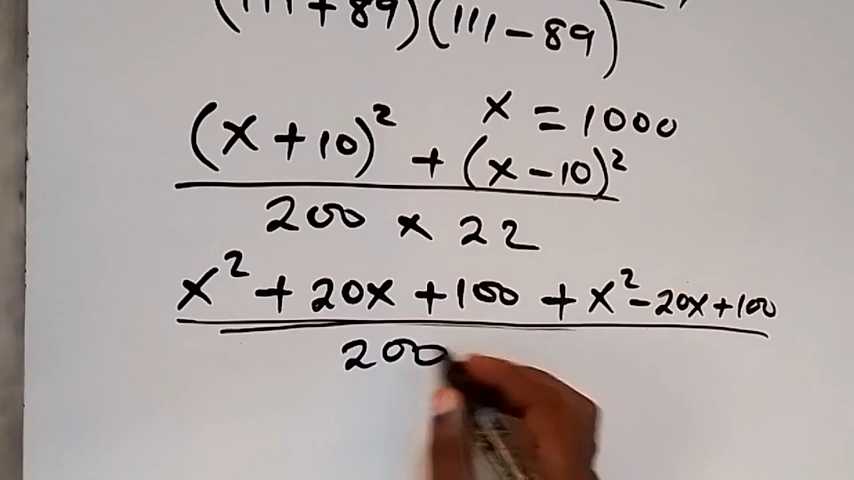 (111 + 89)(111 - 89)
(x + 10)² + (x - 10)² x = 1000
200 × 22
x² + 20x + 100 + x² - 20x + 100
200